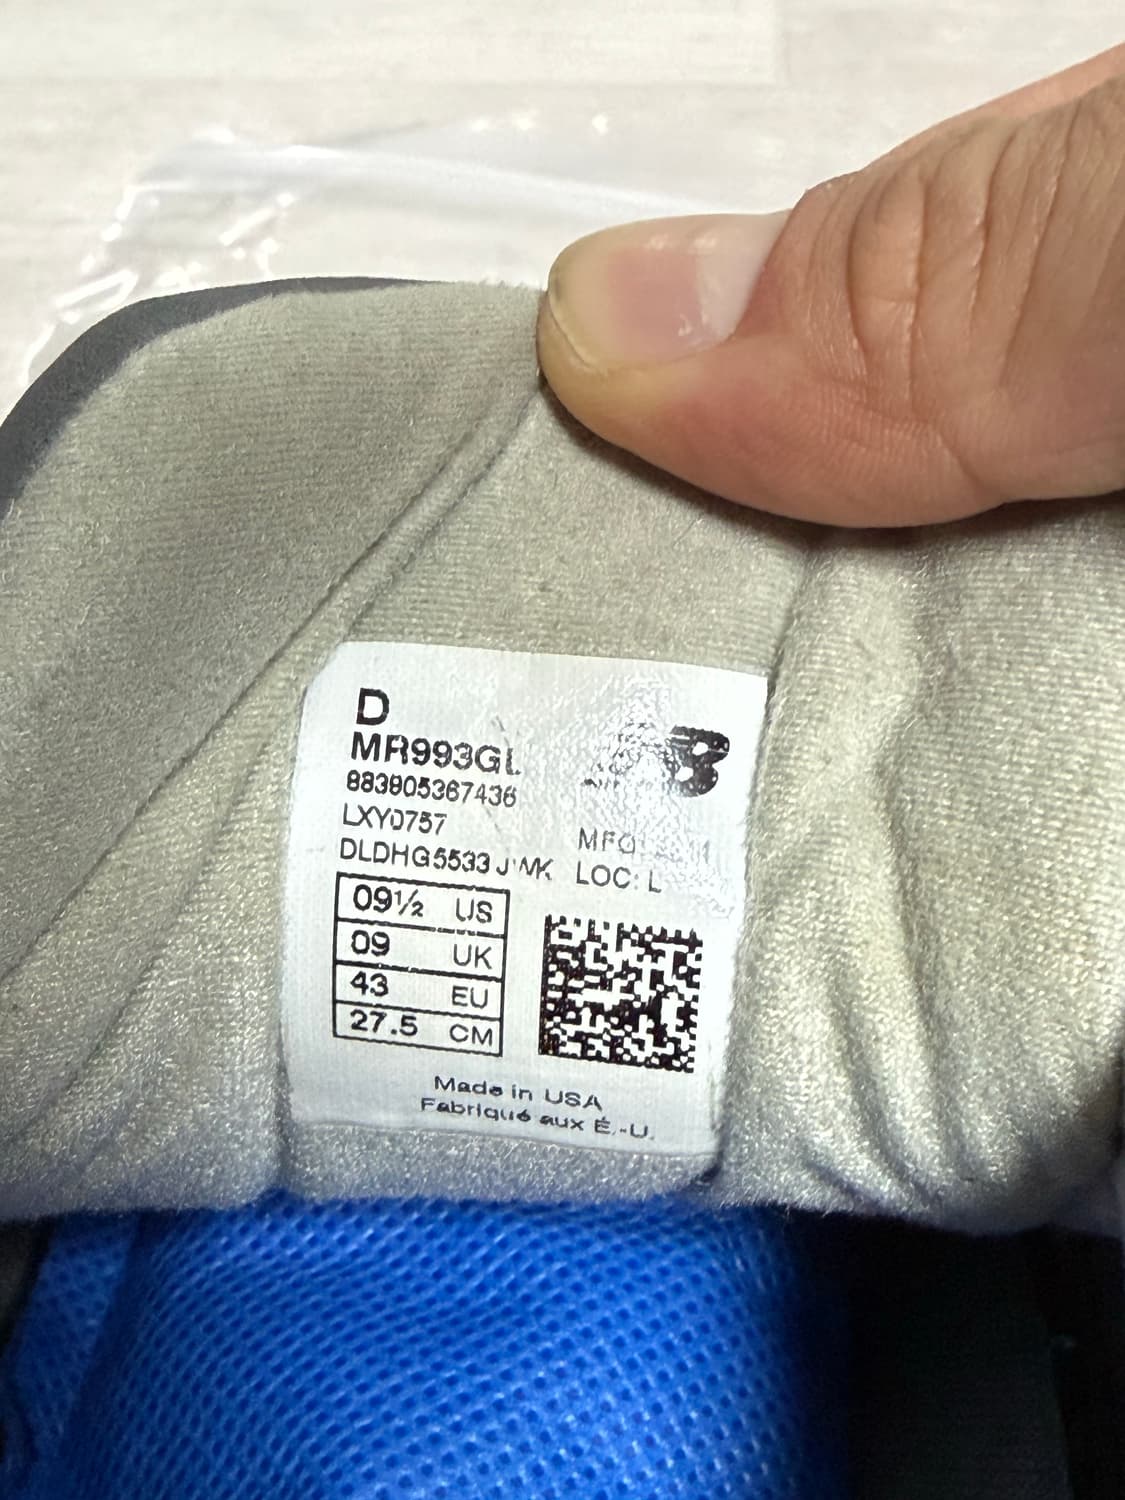 D
MR993GL
883805367436
LXY0757
DLDHG5533 JWK
LOC: L
09½ US
09 UK
43 EU
27.5 CM
Made in USA
Fabriqué aux É.-U.